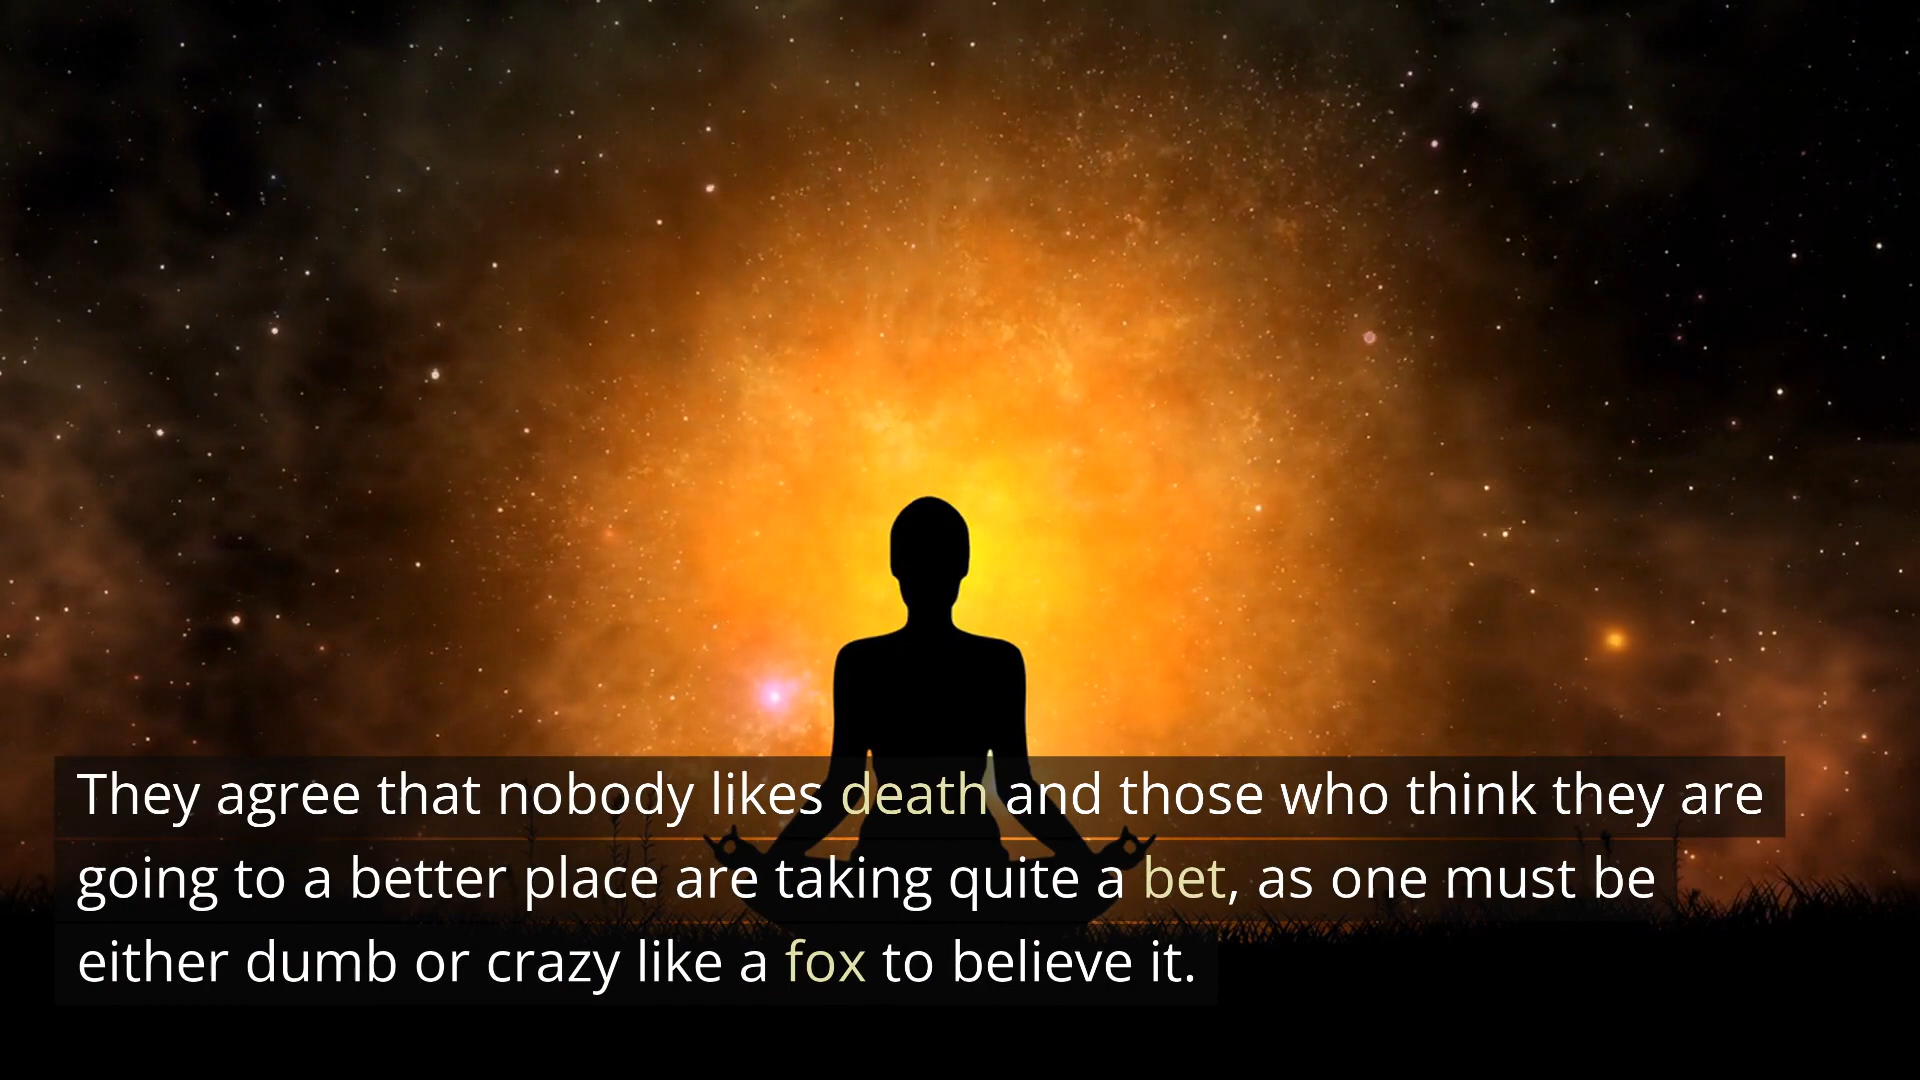 They agree that nobody likes death and those who think they are
going to a better place are taking quite a bet, as one must be
either dumb or crazy like a fox to believe it.